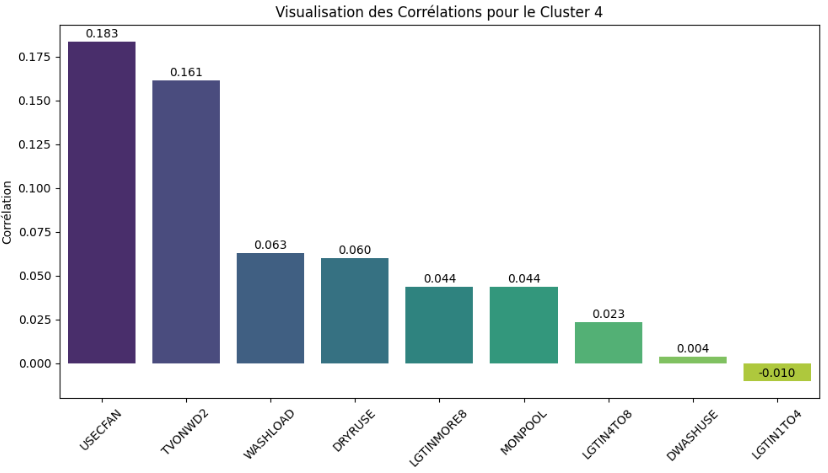 Visualisation des Corrélations pour le Cluster 4
Corrélation
0.175
0.150
0.125
0.100
0.075
0.050
0.025
0.000
0.183
0.161
0.063
0.060
0.044
0.044
0.023
0.004
-0.010
USECFAN
TVONWD2
WASHLOAD
DRYRUSE
LGTINMORE8
MONPOOL
LGTIN4TO8
DWASHUSE
LGTIN1TO4